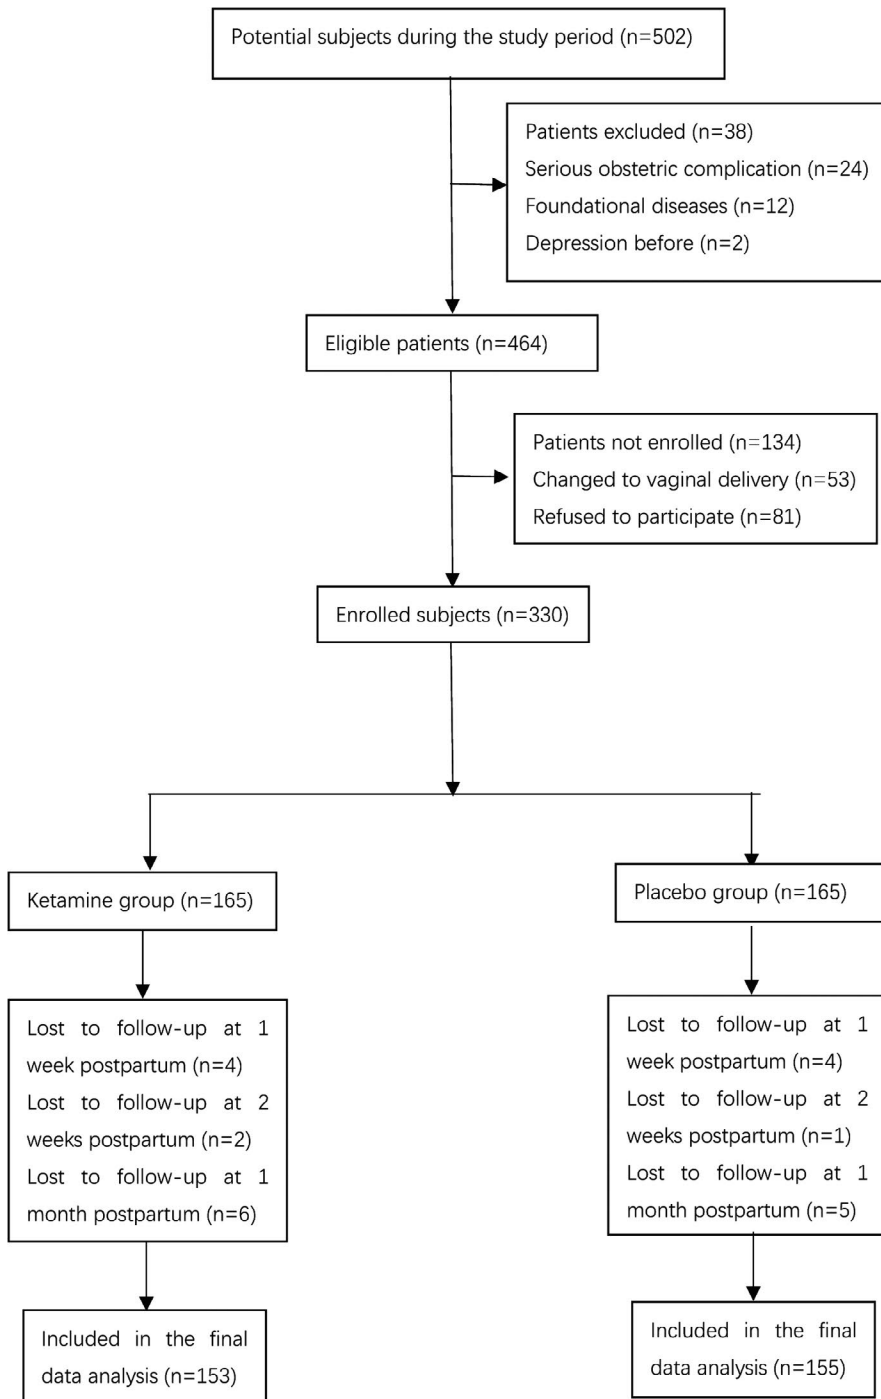 Potential subjects during the study period (n=502)
Patients excluded (n=38)
Serious obstetric complication (n=24)
Foundational diseases (n=12)
Depression before (n=2)
Eligible patients (n=464)
Patients not enrolled (n=134)
Changed to vaginal delivery (n=53)
Refused to participate (n=81)
Enrolled subjects (n=330)
Ketamine group (n=165)
Placebo group (n=165)
Lost to follow-up at 1
week postpartum (n=4)
Lost to follow-up at 2
weeks postpartum (n=2)
Lost to follow-up at 1
month postpartum (n=6)
Lost to follow-up at 1
week postpartum (n=4)
Lost to follow-up at 2
weeks postpartum (n=1)
Lost to follow-up at 1
month postpartum (n=5)
Included in the final
data analysis (n=153)
Included in the final
data analysis (n=155)